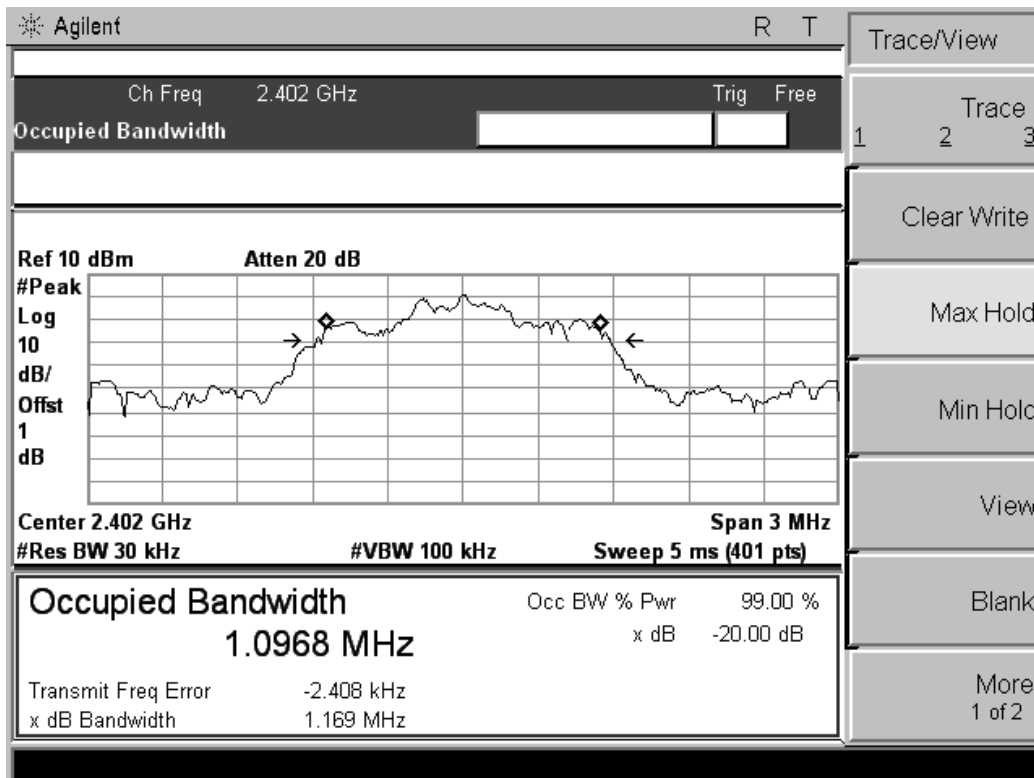 Agilent R T
Ch Freq 2.402 GHz Trig Free
Occupied Bandwidth
Ref 10 dBm Atten 20 dB
#Peak
Log
10
dB/
Offst
1
dB
Center 2.402 GHz Span 3 MHz
#Res BW 30 kHz #VBW 100 kHz Sweep 5 ms (401 pts)
Occupied Bandwidth
1.0968 MHz
Occ BW % Pwr 99.00 %
x dB -20.00 dB
Transmit Freq Error -2.408 kHz
x dB Bandwidth 1.169 MHz
Trace/View
Trace
1 2 3
Clear Write
Max Hold
Min Hold
View
Blank
More
1 of 2